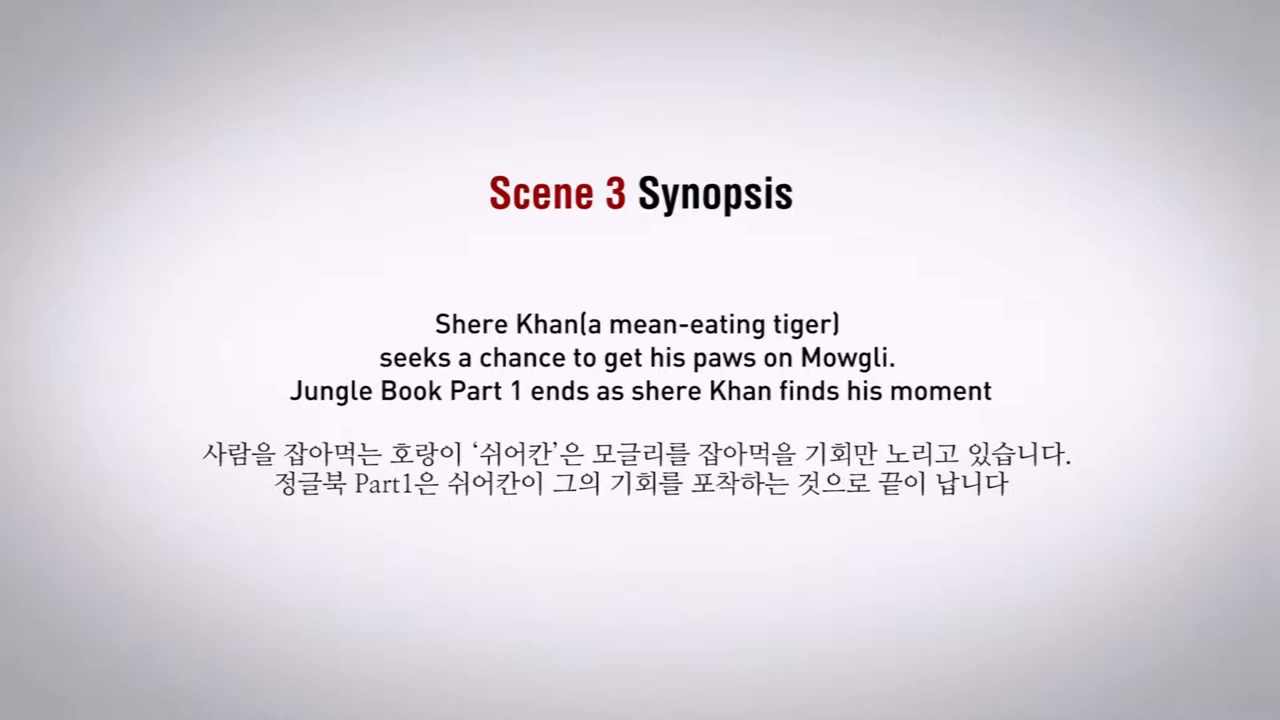 Scene 3 Synopsis
Shere Khan(a mean-eating tiger)
seeks a chance to get his paws on Mowgli.
Jungle Book Part 1 ends as shere Khan finds his moment
사람을 잡아먹는 호랑이 ‘쉬어칸’은 모글리를 잡아먹을 기회만 노리고 있습니다.
정글북 Part1은 쉬어칸이 그의 기회를 포착하는 것으로 끝이 납니다